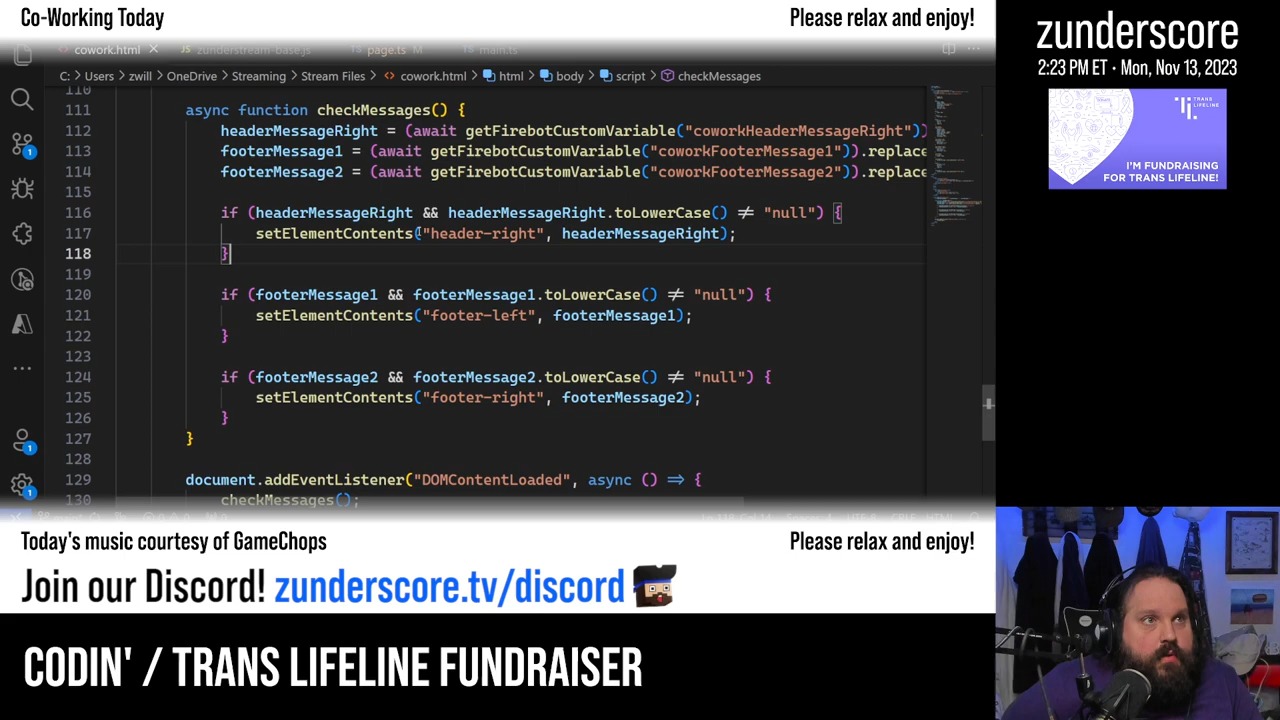 Co-Working Today
Please relax and enjoy!
zunderscore
2:23 PM ET · Mon, Nov 13, 2023
TRANS
LIFELINE
I'M FUNDRAISING
FOR TRANS LIFELINE!
cowork.html
zunderstream-base.js
page.ts M
main.ts
C: > Users > zwill > OneDrive > Streaming > Stream Files > cowork.html > html > body > script > checkMessages
110
111 async function checkMessages() {
112 headerMessageRight = (await getFirebotCustomVariable("coworkHeaderMessageRight"))
113 footerMessage1 = (await getFirebotCustomVariable("coworkFooterMessage1")).replace
114 footerMessage2 = (await getFirebotCustomVariable("coworkFooterMessage2")).replace
115
116 if (headerMessageRight && headerMessageRight.toLowerCase() ≠ "null") {
117 setElementContents("header-right", headerMessageRight);
118 }
119
120 if (footerMessage1 && footerMessage1.toLowerCase() ≠ "null") {
121 setElementContents("footer-left", footerMessage1);
122 }
123
124 if (footerMessage2 && footerMessage2.toLowerCase() ≠ "null") {
125 setElementContents("footer-right", footerMessage2);
126 }
127 }
128
129 document.addEventListener("DOMContentLoaded", async () ⇒ {
130 checkMessages();
Today's music courtesy of GameChops
Please relax and enjoy!
Join our Discord! zunderscore.tv/discord
CODIN' / TRANS LIFELINE FUNDRAISER